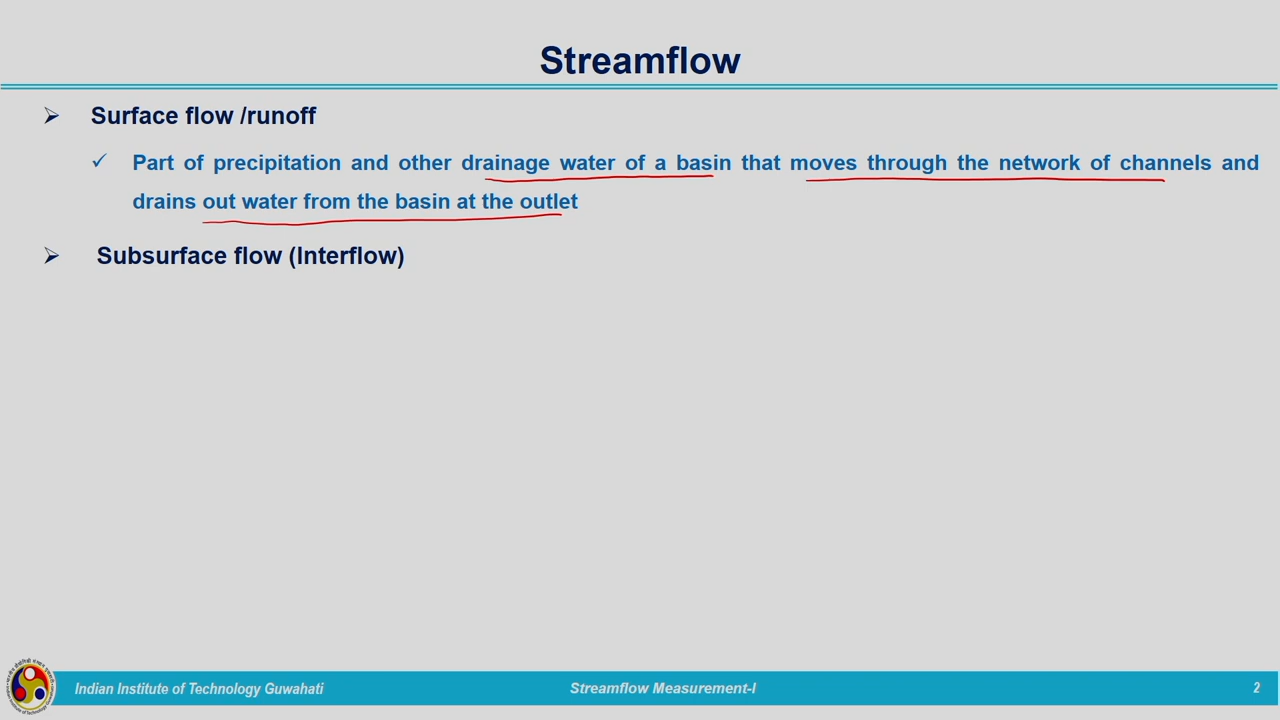 Streamflow
➢ Surface flow /runoff
✓ Part of precipitation and other drainage water of a basin that moves through the network of channels and
drains out water from the basin at the outlet
➢ Subsurface flow (Interflow)
Indian Institute of Technology Guwahati
Streamflow Measurement-I
2